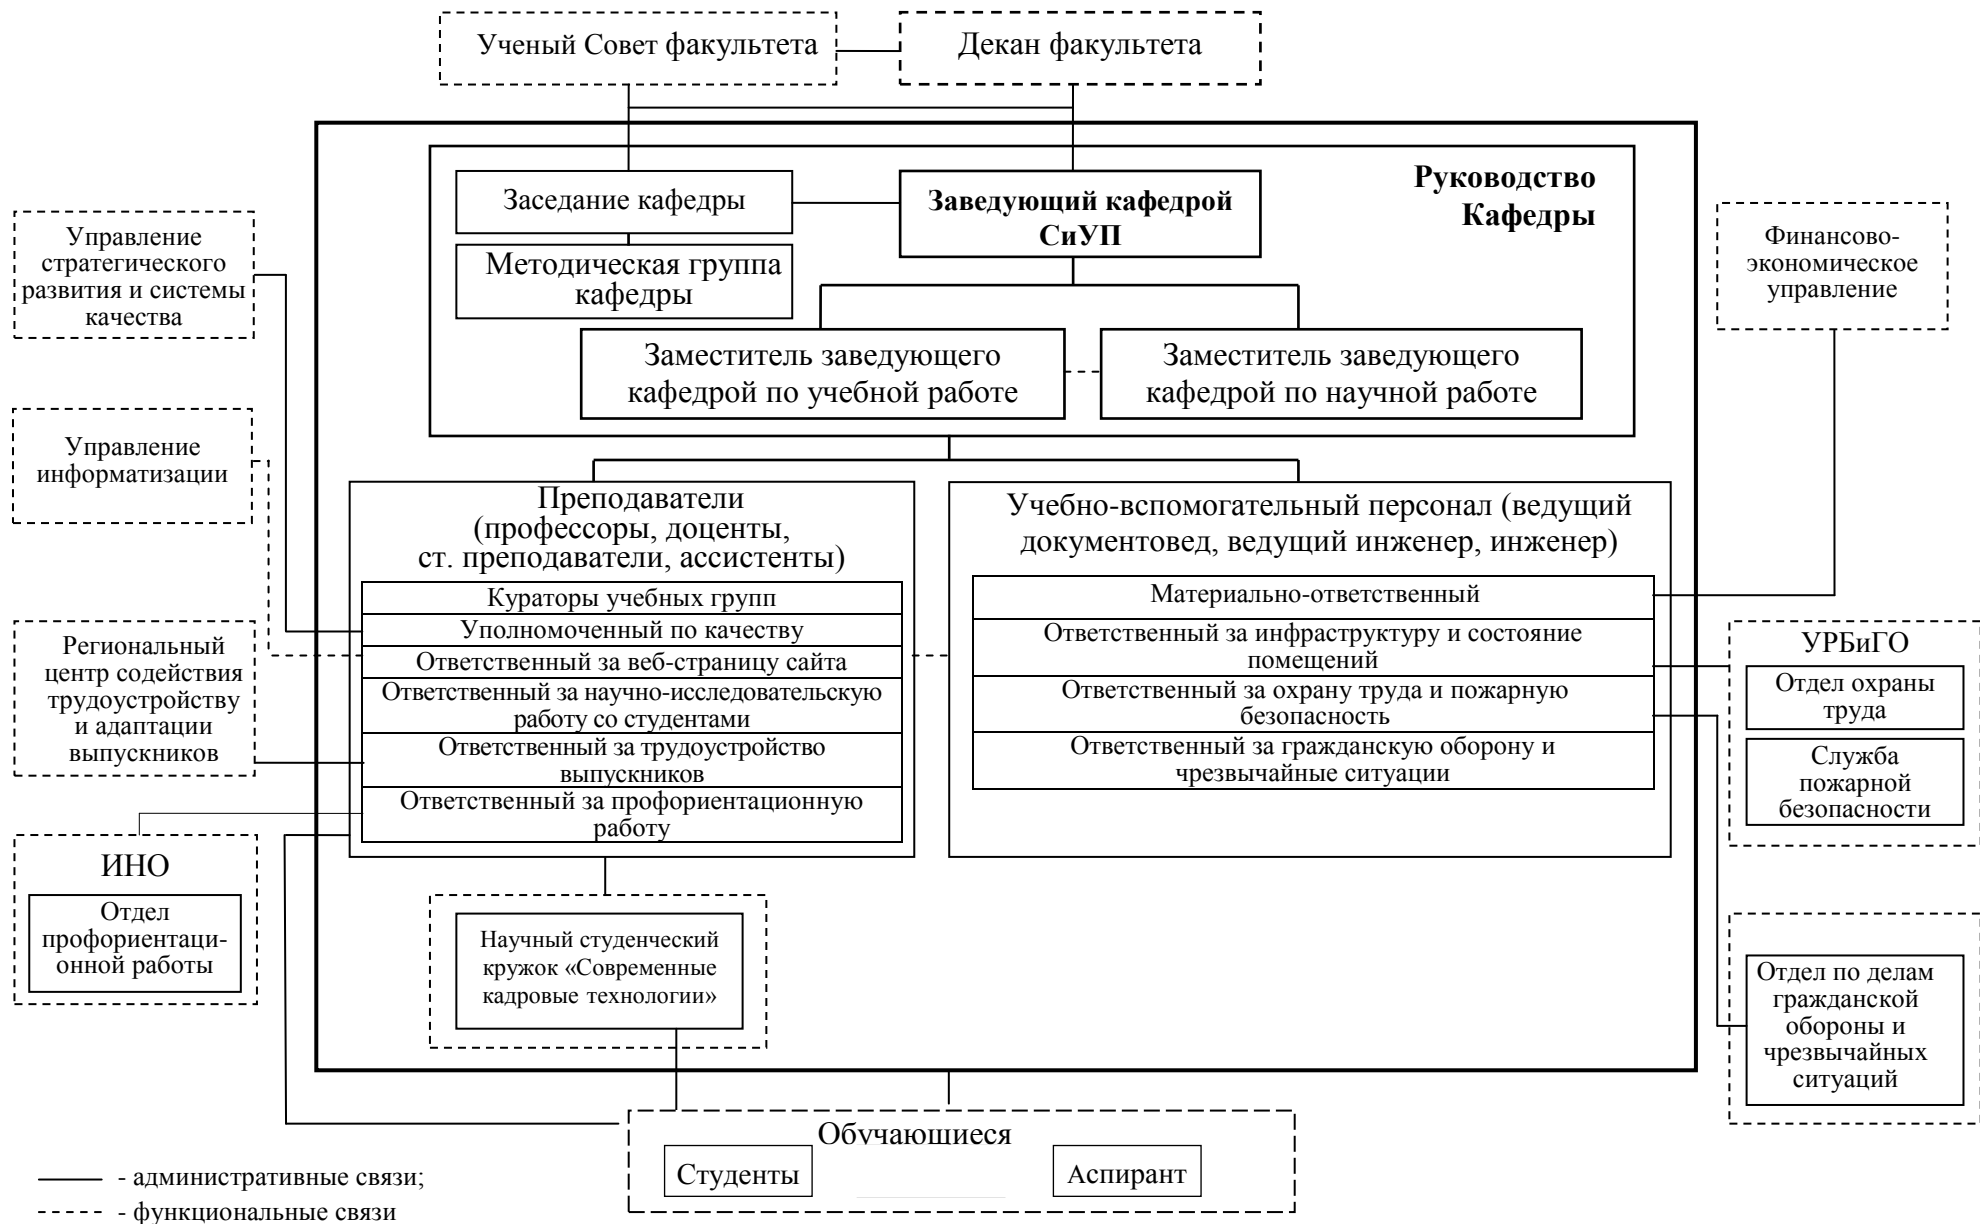 Ученый Совет факультета
Декан факультета
Руководство
Кафедры
Заседание кафедры
Заведующий кафедрой
СиУП
Методическая группа
кафедры
Заместитель заведующего
кафедрой по учебной работе
Заместитель заведующего
кафедрой по научной работе
Управление
стратегического
развития и системы
качества
Управление
информатизации
Региональный
центр содействия
трудоустройству
и адаптации
выпускников
ИНО
Отдел
профориентаци-
онной работы
Преподаватели
(профессоры, доценты,
ст. преподаватели, ассистенты)
Кураторы учебных групп
Уполномоченный по качеству
Ответственный за веб-страницу сайта
Ответственный за научно-исследовательскую
работу со студентами
Ответственный за трудоустройство
выпускников
Ответственный за профориентационную
работу
Учебно-вспомогательный персонал (ведущий
документовед, ведущий инженер, инженер)
Материально-ответственный
Ответственный за инфраструктуру и состояние
помещений
Ответственный за охрану труда и пожарную
безопасность
Ответственный за гражданскую оборону и
чрезвычайные ситуации
Финансово-
экономическое
управление
УРБиГО
Отдел охраны
труда
Служба
пожарной
безопасности
Отдел по делам
гражданской
обороны и
чрезвычайных
ситуаций
Научный студенческий
кружок «Современные
кадровые технологии»
Обучающиеся
Студенты
Аспирант
- административные связи;
- функциональные связи